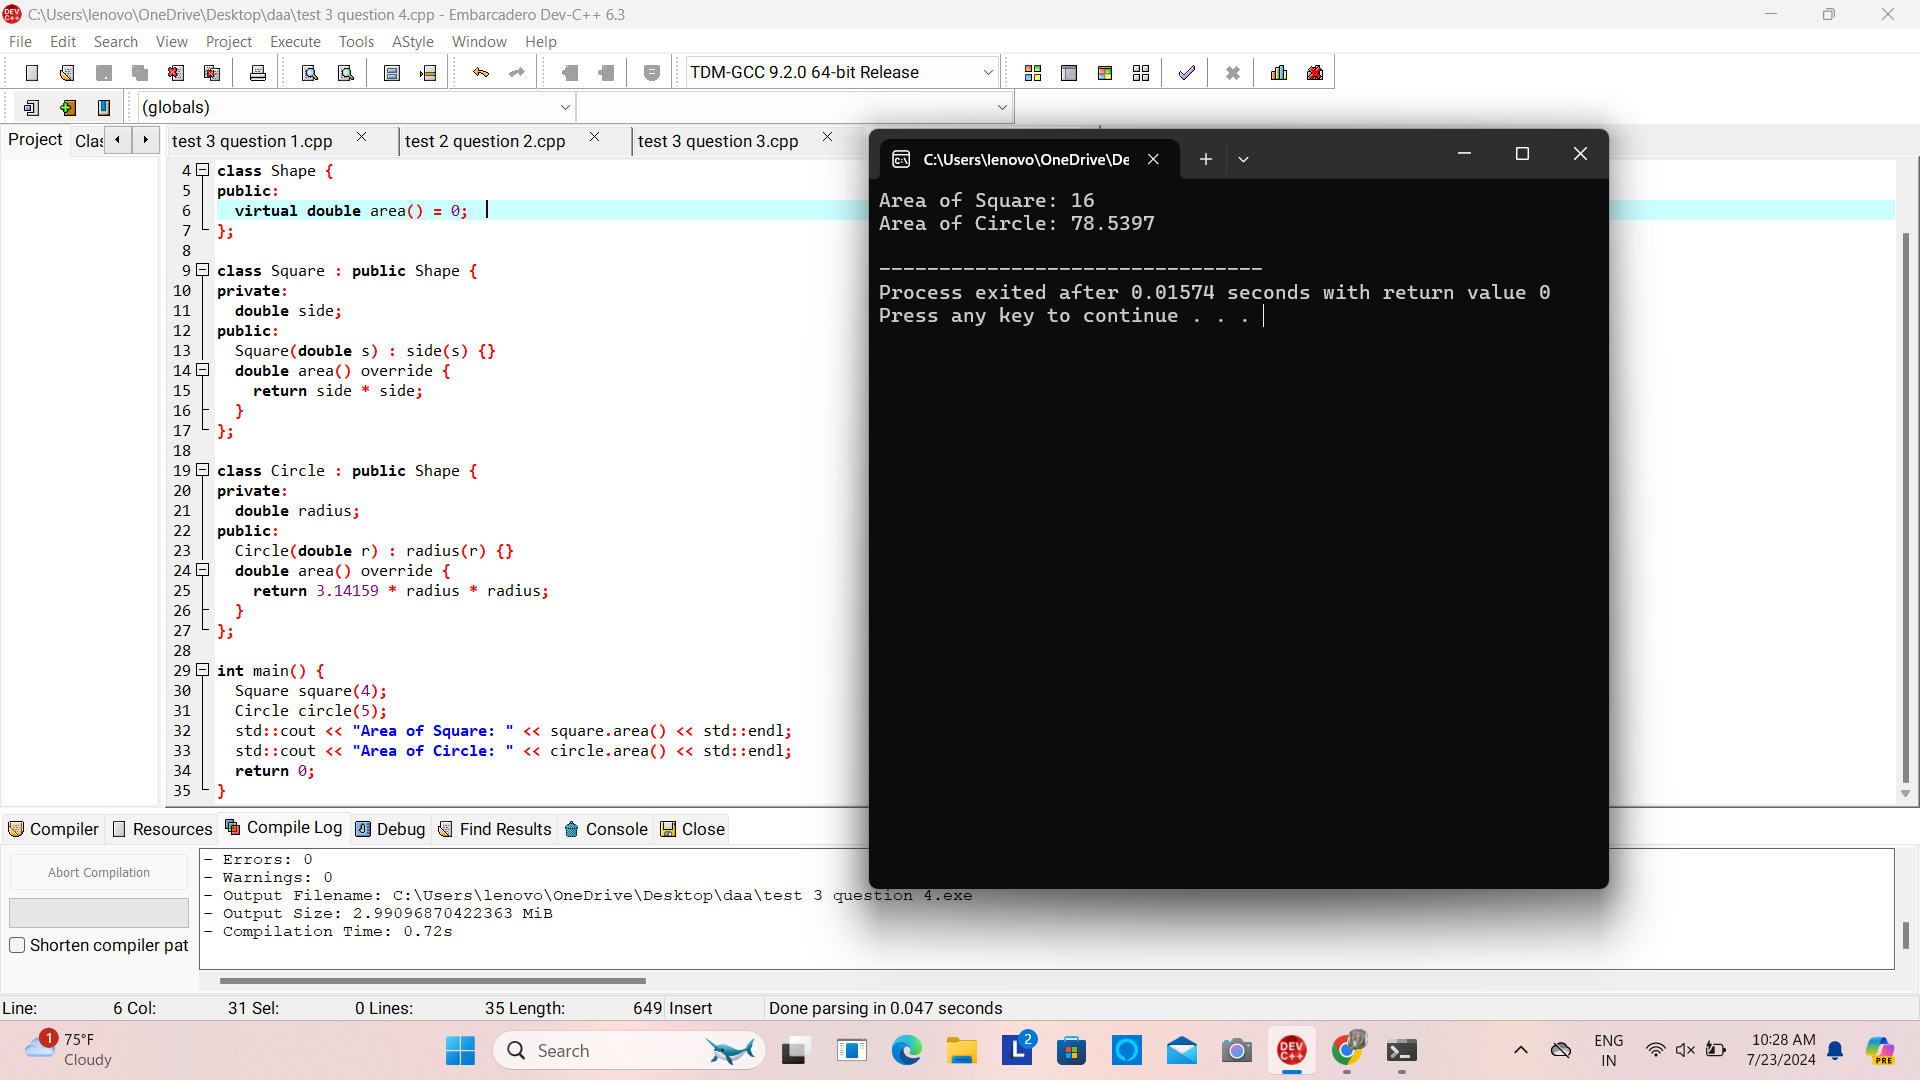 C:\Users\lenovo\OneDrive\Desktop\daa\test 3 question 4.cpp - Embarcadero Dev-C++ 6.3
File Edit Search View Project Execute Tools AStyle Window Help
TDM-GCC 9.2.0 64-bit Release
(globals)
Project Clas
test 3 question 1.cpp test 2 question 2.cpp test 3 question 3.cpp
4 class Shape {
5 public:
6 virtual double area() = 0;
7 };
8
9 class Square : public Shape {
10 private:
11 double side;
12 public:
13 Square(double s) : side(s) {}
14 double area() override {
15 return side * side;
16 }
17 };
18
19 class Circle : public Shape {
20 private:
21 double radius;
22 public:
23 Circle(double r) : radius(r) {}
24 double area() override {
25 return 3.14159 * radius * radius;
26 }
27 };
28
29 int main() {
30 Square square(4);
31 Circle circle(5);
32 std::cout << "Area of Square: " << square.area() << std::endl;
33 std::cout << "Area of Circle: " << circle.area() << std::endl;
34 return 0;
35 }
C:\Users\lenovo\OneDrive\De
Area of Square: 16
Area of Circle: 78.5397
--------------------------------
Process exited after 0.01574 seconds with return value 0
Press any key to continue . . .
Compiler Resources Compile Log Debug Find Results Console Close
Abort Compilation
Shorten compiler pat
- Errors: 0
- Warnings: 0
- Output Filename: C:\Users\lenovo\OneDrive\Desktop\daa\test 3 question 4.exe
- Output Size: 2.99096870422363 MiB
- Compilation Time: 0.72s
Line: 6 Col: 31 Sel: 0 Lines: 35 Length: 649 Insert Done parsing in 0.047 seconds
1
75°F
Cloudy
Search
L 2
DEV C++
ENG
IN
10:28 AM
7/23/2024
PRE